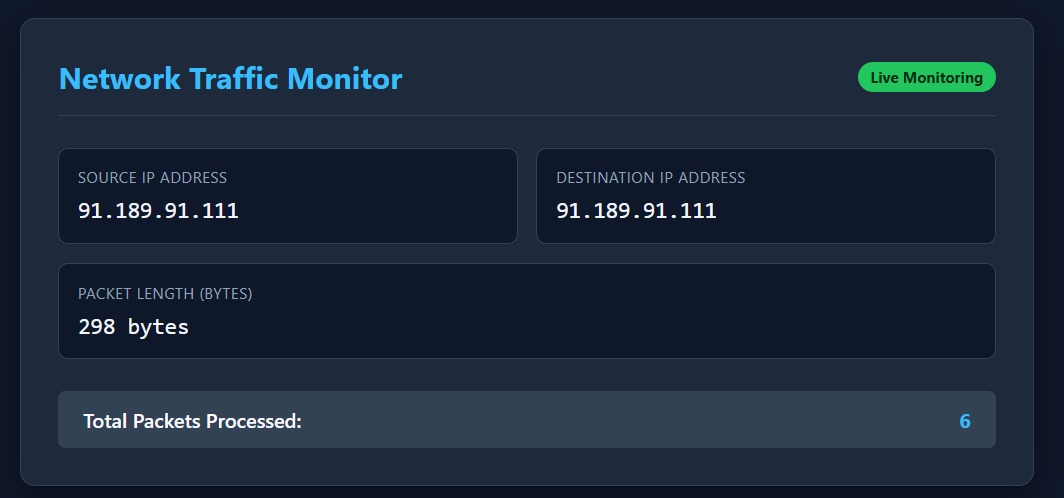 Network Traffic Monitor
Live Monitoring
SOURCE IP ADDRESS
91.189.91.111
DESTINATION IP ADDRESS
91.189.91.111
PACKET LENGTH (BYTES)
298 bytes
Total Packets Processed:
6